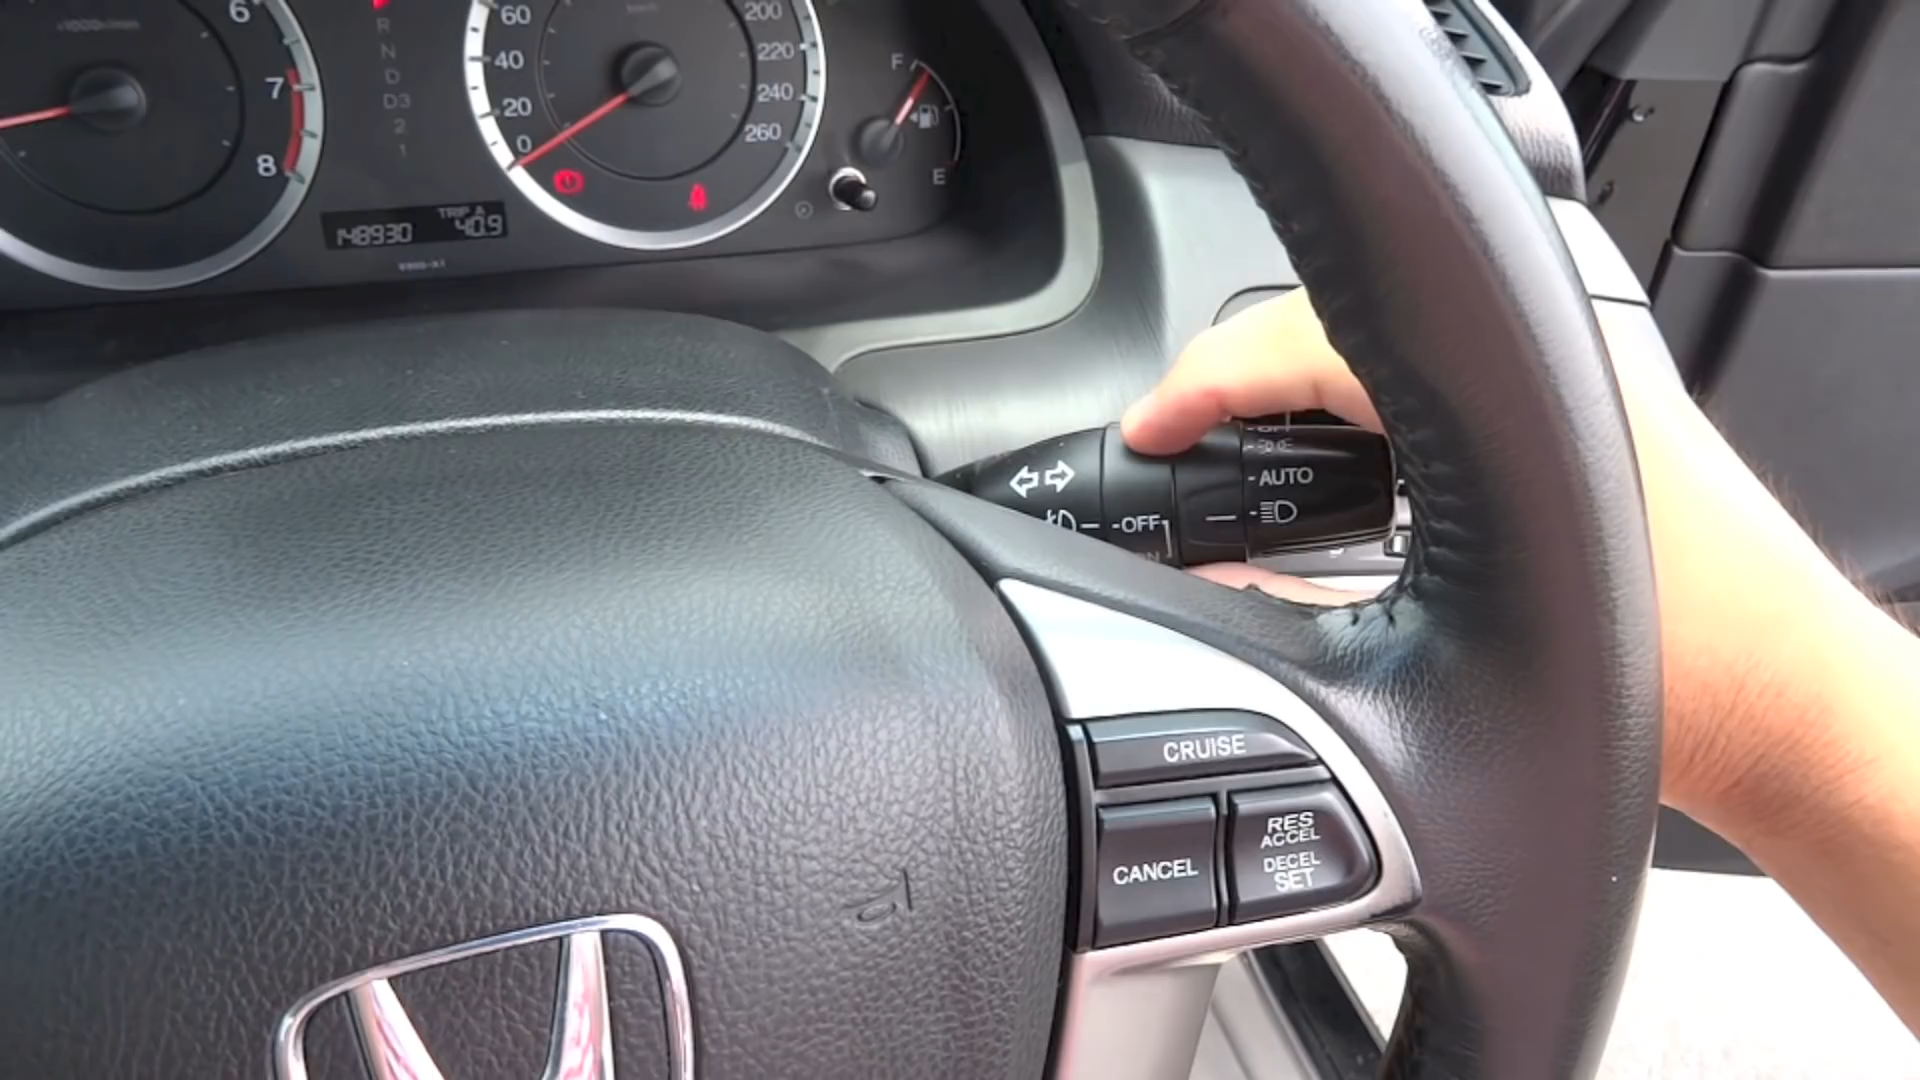 6
7
8
R
N
D
D3
2
1
148930
TRIP A
40.9
60
40
20
0
200
220
240
260
F
E
AUTO
-OFF
CRUISE
CANCEL
RES
ACCEL
DECEL
SET